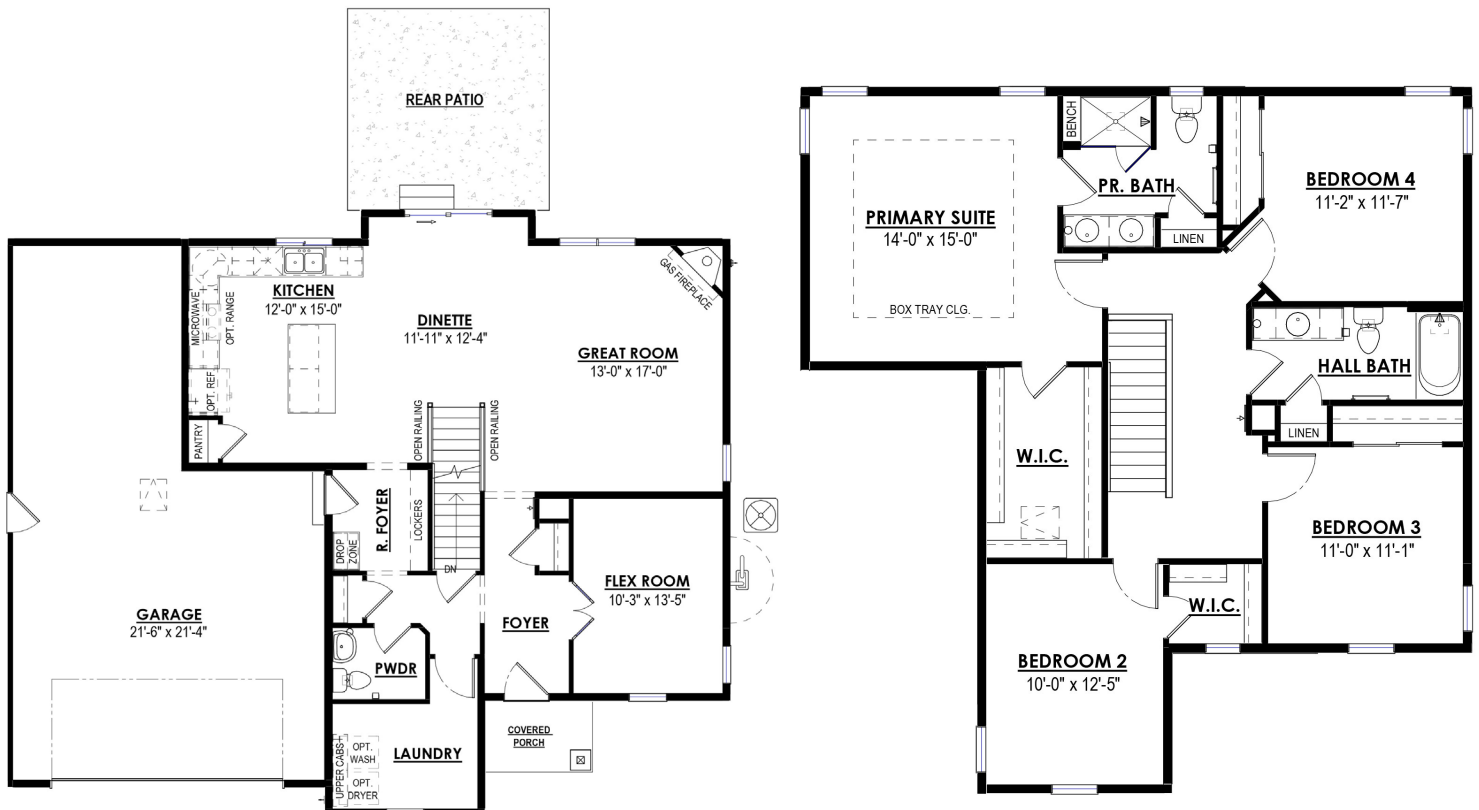 REAR PATIO
KITCHEN
12'-0" x 15'-0"
MICROWAVE
OPT. RANGE
OPT. REF
PANTRY
DINETTE
11'-11" x 12'-4"
GAS FIREPLACE
GREAT ROOM
13'-0" x 17'-0"
OPEN RAILING
OPEN RAILING
R. FOYER
LOCKERS
DROP
ZONE
DN
FLEX ROOM
10'-3" x 13'-5"
FOYER
GARAGE
21'-6" x 21'-4"
PWDR
COVERED
PORCH
LAUNDRY
UPPER CABS
OPT.
WASH
OPT.
DRYER
PRIMARY SUITE
14'-0" x 15'-0"
BOX TRAY CLG.
BENCH
PR. BATH
LINEN
BEDROOM 4
11'-2" x 11'-7"
HALL BATH
LINEN
W.I.C.
BEDROOM 3
11'-0" x 11'-1"
W.I.C.
BEDROOM 2
10'-0" x 12'-5"